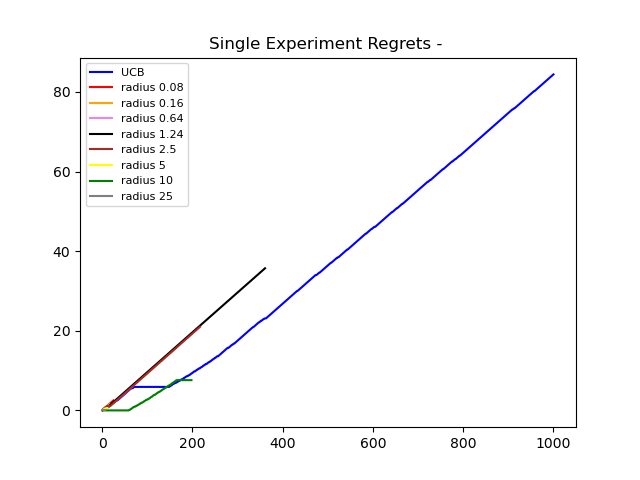 Single Experiment Regrets -
UCB
radius 0.08
radius 0.16
radius 0.64
radius 1.24
radius 2.5
radius 5
radius 10
radius 25
80
60
40
20
0
0 200 400 600 800 1000